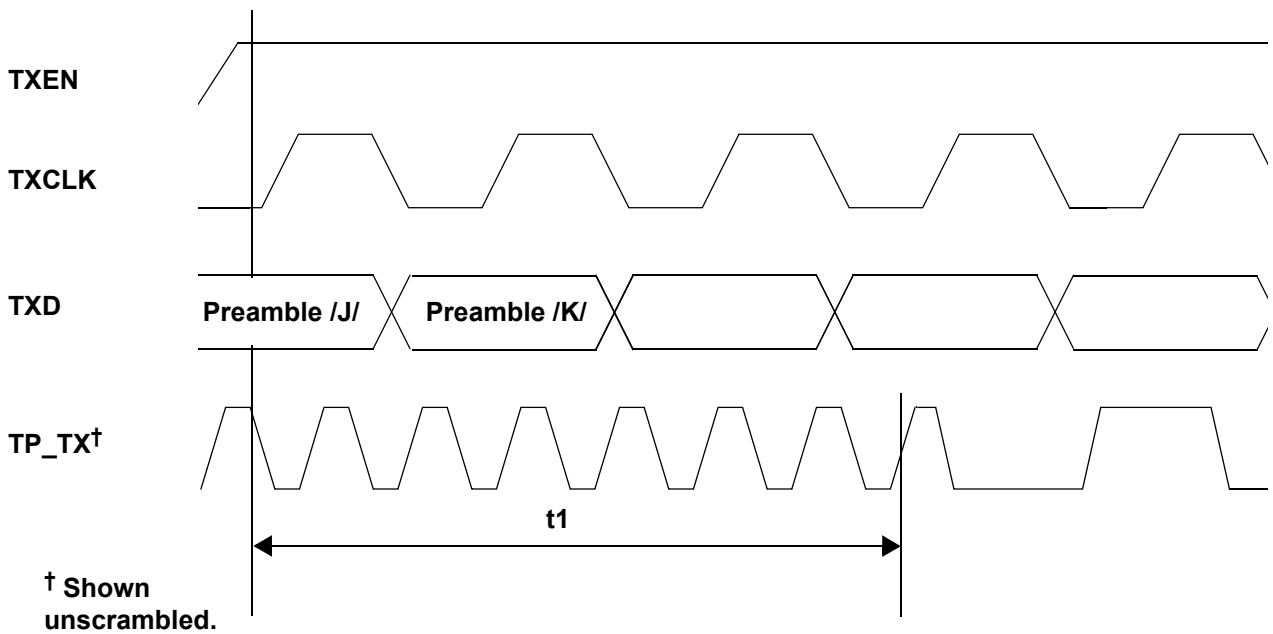 TXEN
TXCLK
TXD
Preamble /J/ Preamble /K/
TP_TX†
t1
† Shown
unscrambled.